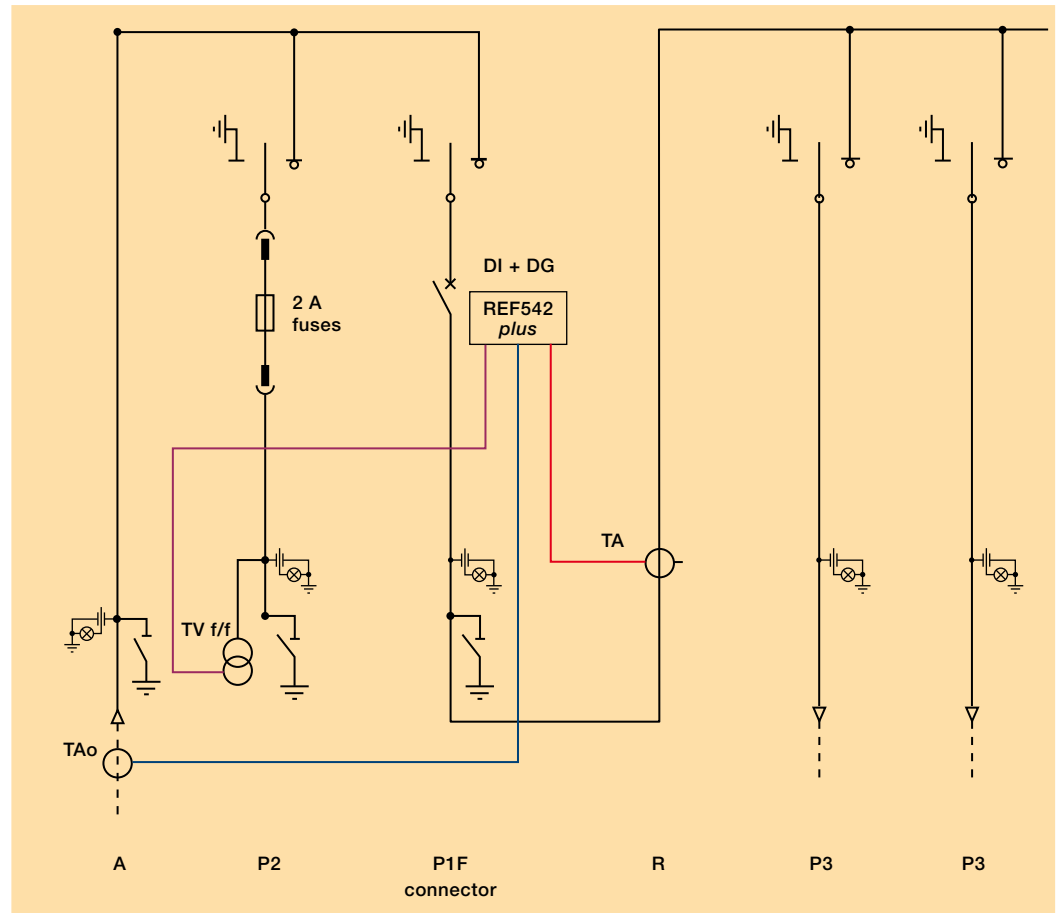 DI + DG
REF542
plus
2 A
fuses
TA
TV f/f
TAo
A
P2
P1F
connector
R
P3
P3